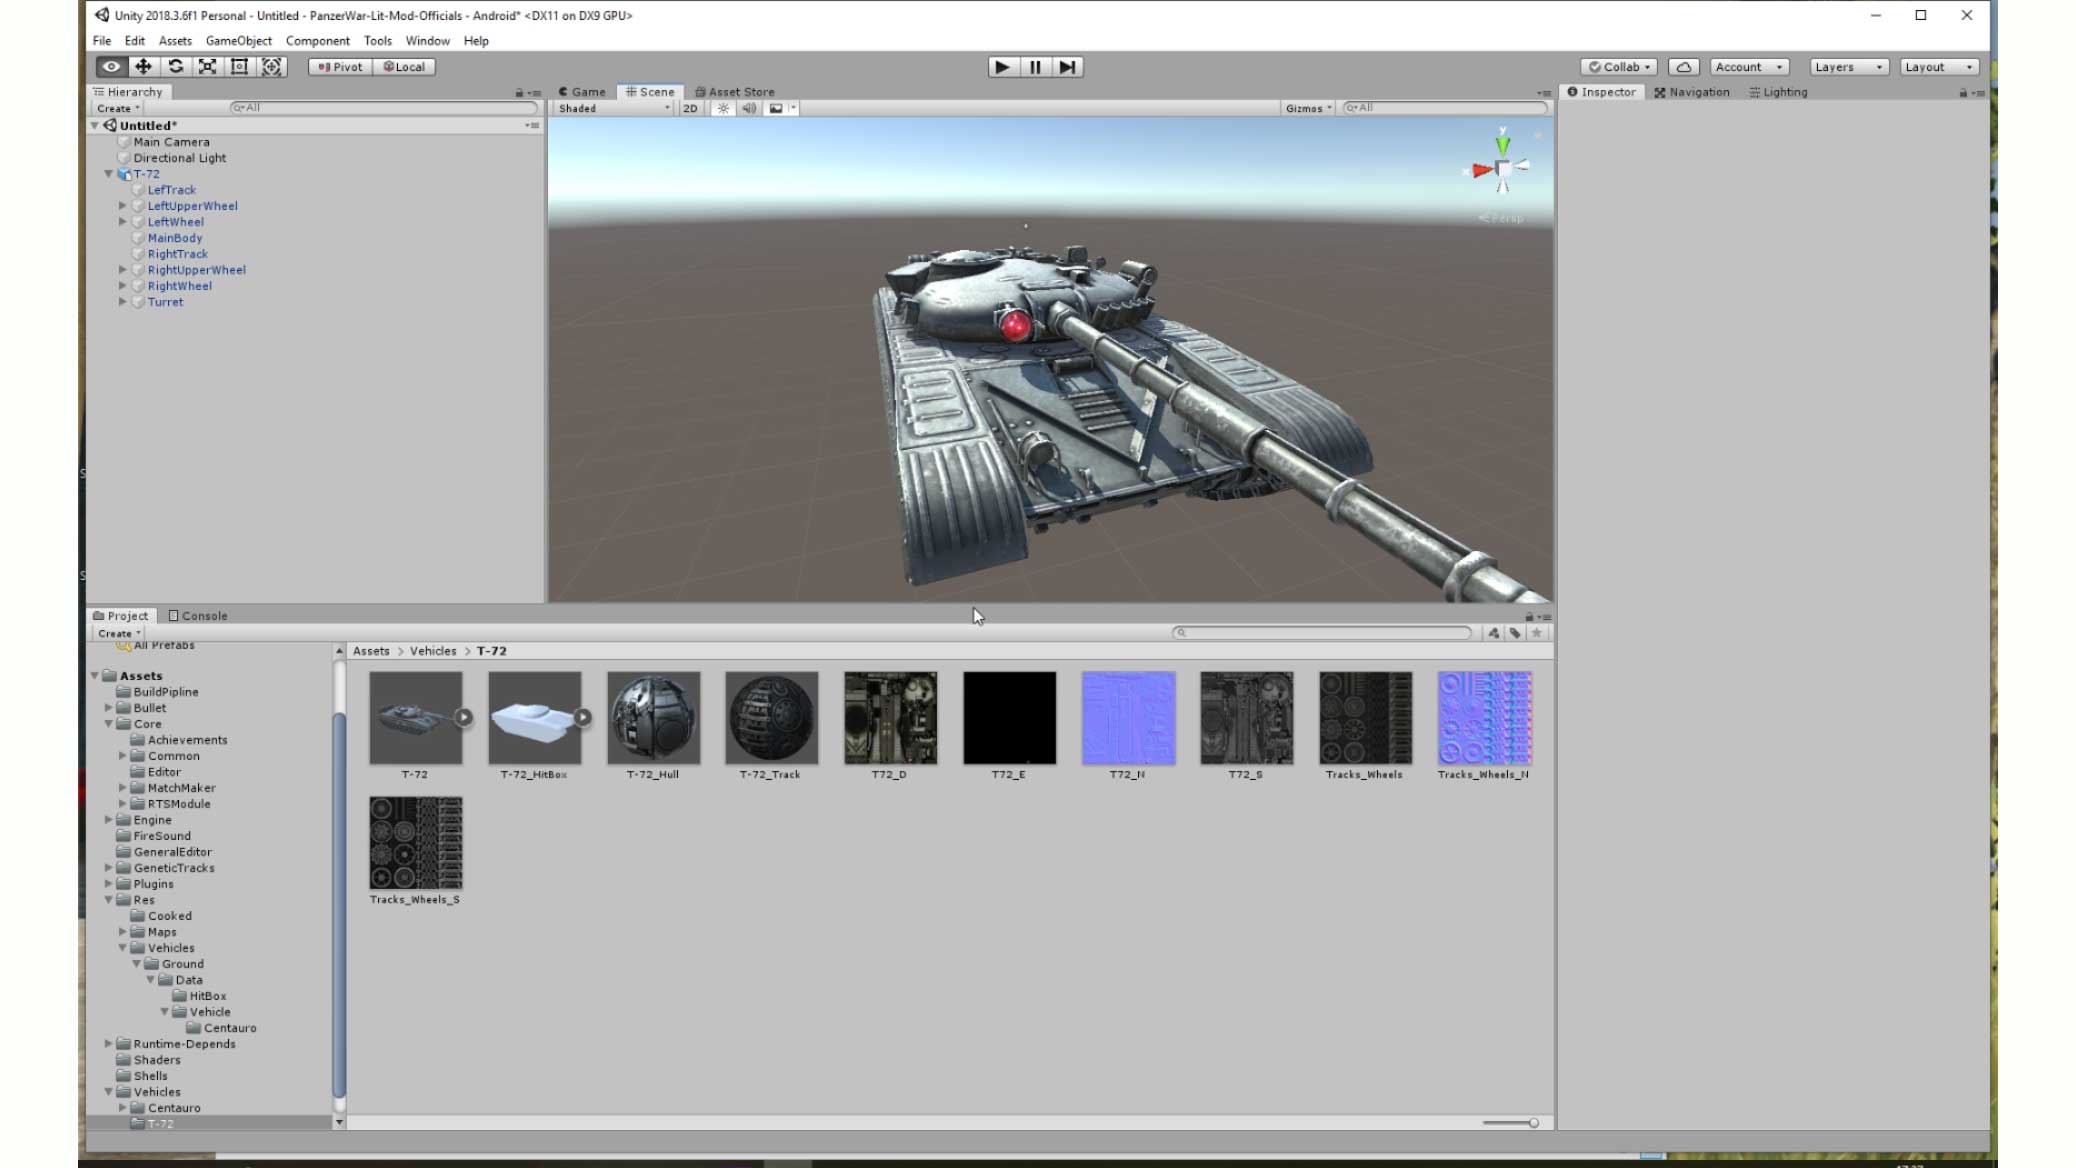 Unity 2018.3.6f1 Personal - Untitled - PanzerWar-Lit-Mod-Officials - Android* <DX11 on DX9 GPU>
File Edit Assets GameObject Component Tools Window Help
Pivot Local Collab Account Layers Layout
Hierarchy Game Scene Asset Store Inspector Navigation Lighting
Create All Shaded 2D Gizmos All
Untitled*
Main Camera
Directional Light
T-72
LefTrack
LeftUpperWheel
LeftWheel
MainBody
RightTrack
RightUpperWheel
RightWheel
Turret
y
x
Persp
Project Console
Create
All Prefabs
Assets > Vehicles > T-72
Assets
BuildPipline
Bullet
Core
Achievements
Common
Editor
MatchMaker
RTSModule
Engine
FireSound
GeneralEditor
GeneticTracks
Plugins
Res
Cooked
Maps
Vehicles
Ground
Data
HitBox
Vehicle
Centauro
Runtime-Depends
Shaders
Shells
Vehicles
Centauro
T-72
T-72 T-72_HitBox T-72_Hull T-72_Track T72_D T72_E T72_N T72_S Tracks_Wheels Tracks_Wheels_N
Tracks_Wheels_S